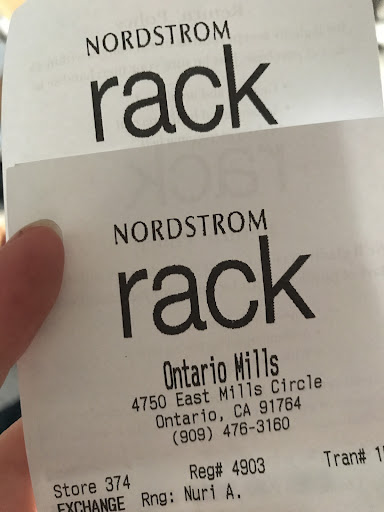 NORDSTROM
rack
NORDSTROM
rack
Ontario Mills
4750 East Mills Circle
Ontario, CA 91764
(909) 476-3160
Store 374 Reg# 4903 Tran#
EXCHANGE Rng: Nuri A.